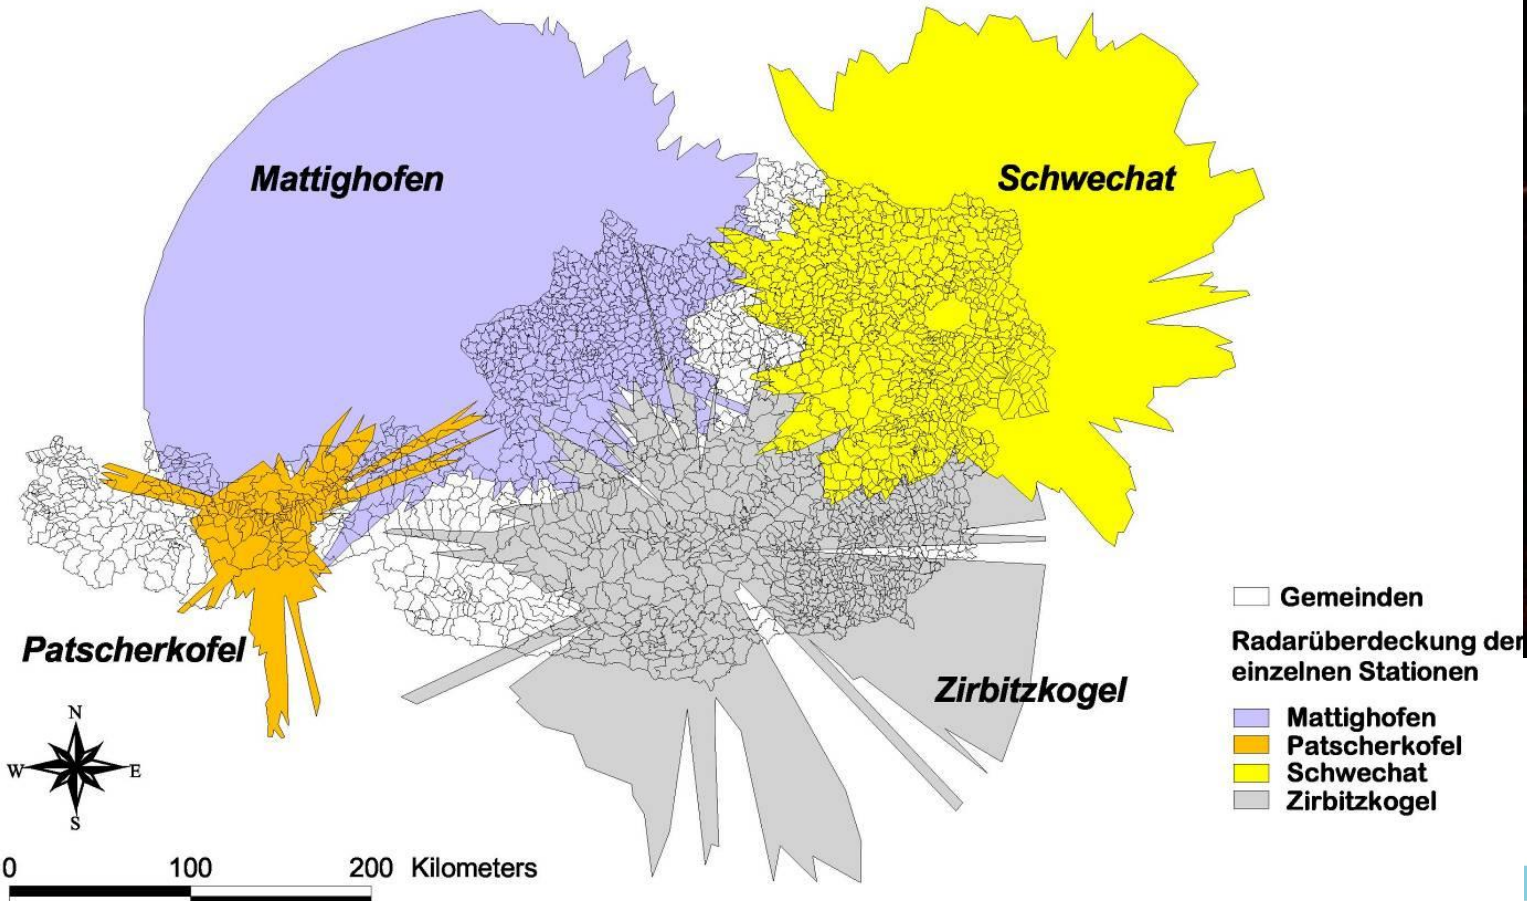 Mattighofen
Schwechat
Patscherkofel
Zirbitzkogel
N
W E
S
0 100 200 Kilometers
Gemeinden
Radarüberdeckung der
einzelnen Stationen
Mattighofen
Patscherkofel
Schwechat
Zirbitzkogel